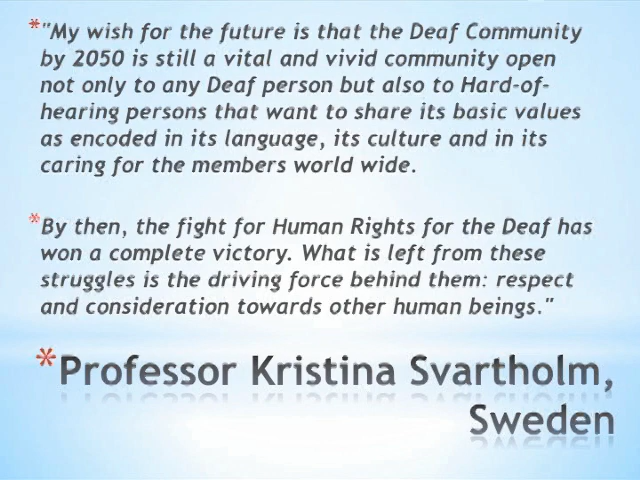 *"My wish for the future is that the Deaf Community
by 2050 is still a vital and vivid community open
not only to any Deaf person but also to Hard-of-
hearing persons that want to share its basic values
as encoded in its language, its culture and in its
caring for the members world wide.
*By then, the fight for Human Rights for the Deaf has
won a complete victory. What is left from these
struggles is the driving force behind them: respect
and consideration towards other human beings."
*Professor Kristina Svartholm,
Sweden